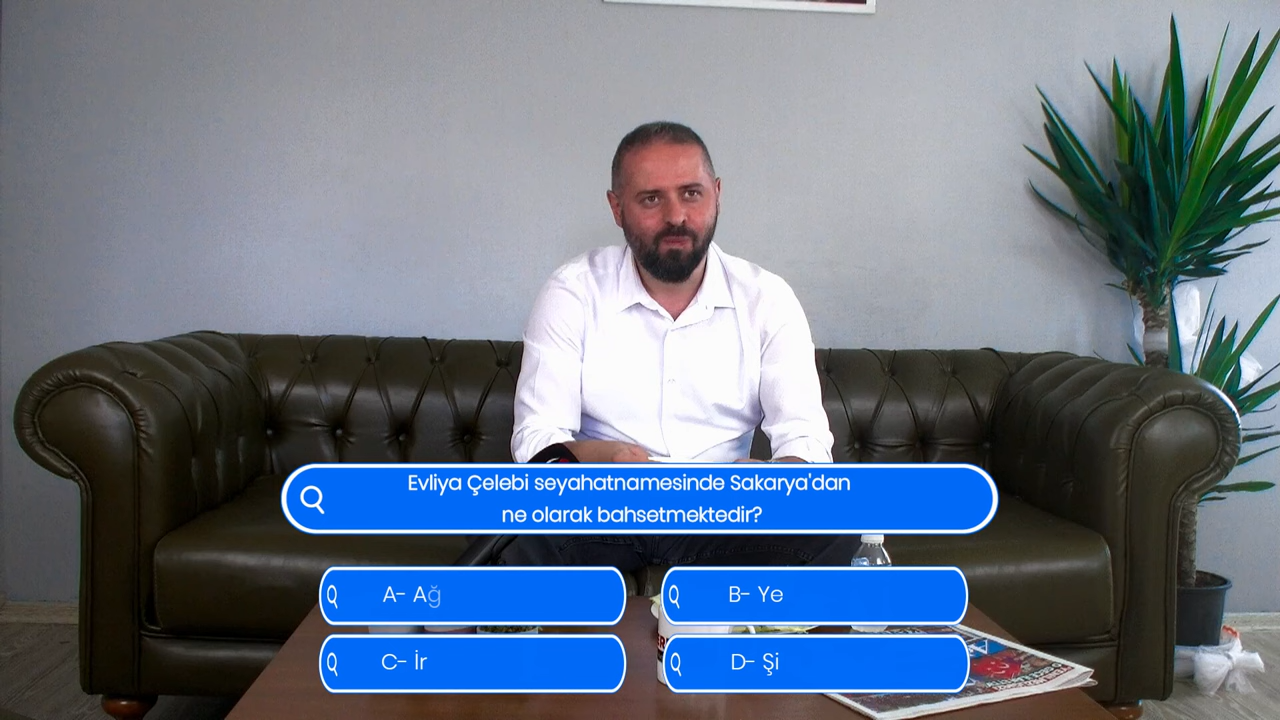 Evliya Çelebi seyahatnamesinde Sakarya'dan
ne olarak bahsetmektedir?
A- Ağ
B- Ye
C- İr
D- Şi